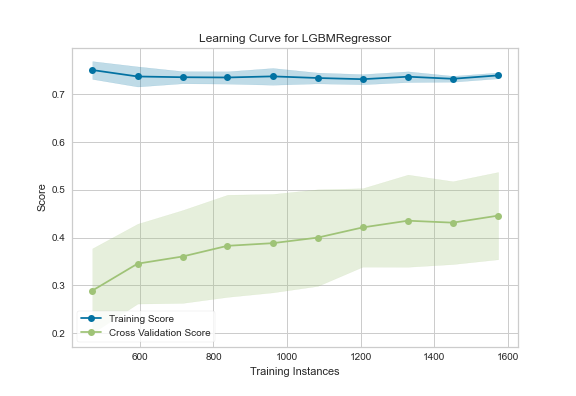 Learning Curve for LGBMRegressor
Score
0.7
0.6
0.5
0.4
0.3
0.2
Training Score
Cross Validation Score
600
800
1000
1200
1400
1600
Training Instances